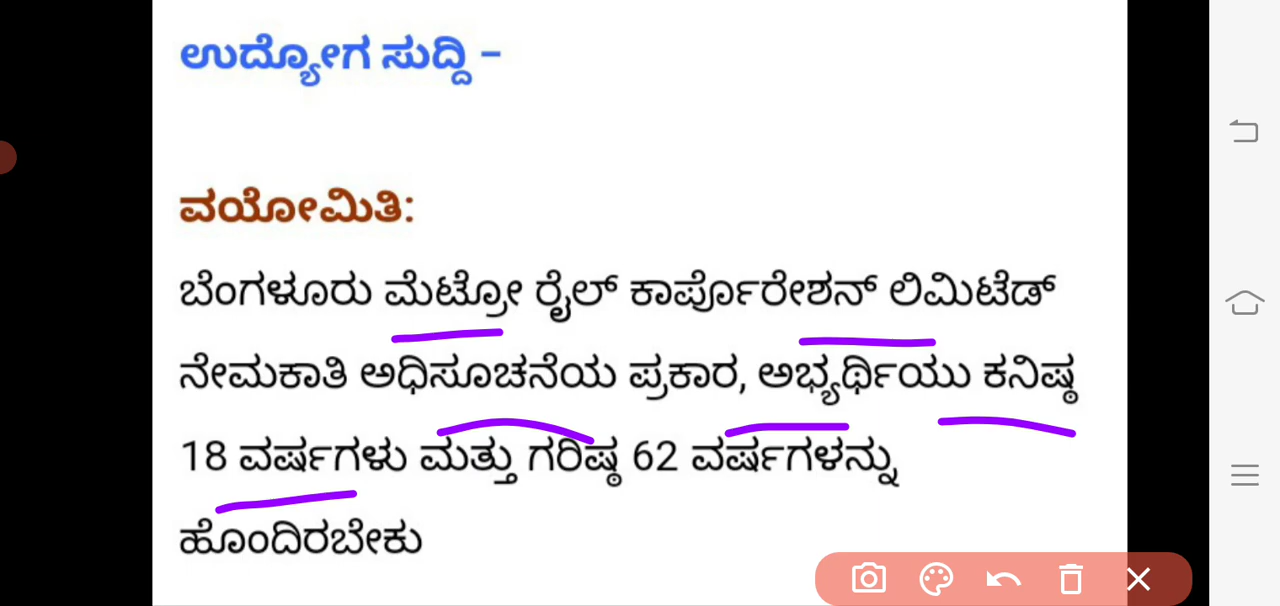 ಉದ್ಯೋಗ ಸುದ್ದಿ –
ವಯೋಮಿತಿ:
ಬೆಂಗಳೂರು ಮೆಟ್ರೋ ರೈಲ್ ಕಾರ್ಪೊರೇಶನ್ ಲಿಮಿಟೆಡ್
ನೇಮಕಾತಿ ಅಧಿಸೂಚನೆಯ ಪ್ರಕಾರ, ಅಭ್ಯರ್ಥಿಯು ಕನಿಷ್ಠ
18 ವರ್ಷಗಳು ಮತ್ತು ಗರಿಷ್ಠ 62 ವರ್ಷಗಳನ್ನು
ಹೊಂದಿರಬೇಕು